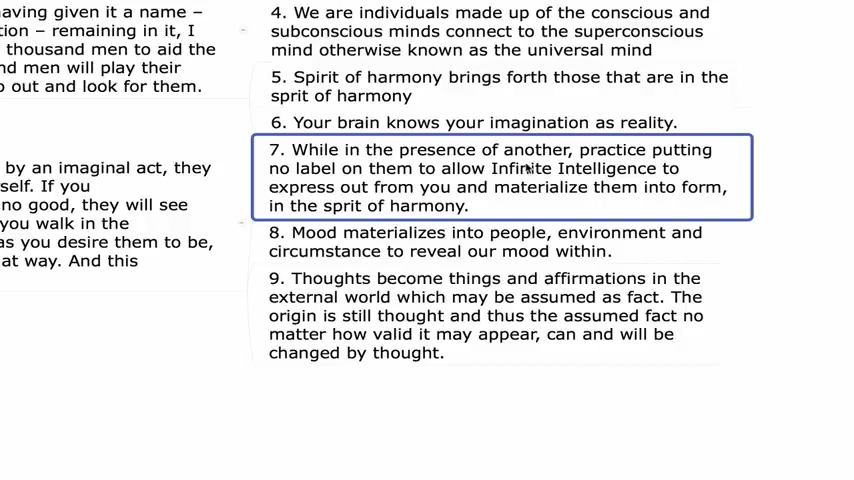 aving given it a name –
tion – remaining in it, I
thousand men to aid the
nd men will play their
o out and look for them.
by an imaginal act, they
self. If you
no good, they will see
you walk in the
as you desire them to be,
at way. And this
4. We are individuals made up of the conscious and
subconscious minds connect to the superconscious
mind otherwise known as the universal mind
5. Spirit of harmony brings forth those that are in the
sprit of harmony
6. Your brain knows your imagination as reality.
7. While in the presence of another, practice putting
no label on them to allow Infinite Intelligence to
express out from you and materialize them into form,
in the sprit of harmony.
8. Mood materializes into people, environment and
circumstance to reveal our mood within.
9. Thoughts become things and affirmations in the
external world which may be assumed as fact. The
origin is still thought and thus the assumed fact no
matter how valid it may appear, can and will be
changed by thought.